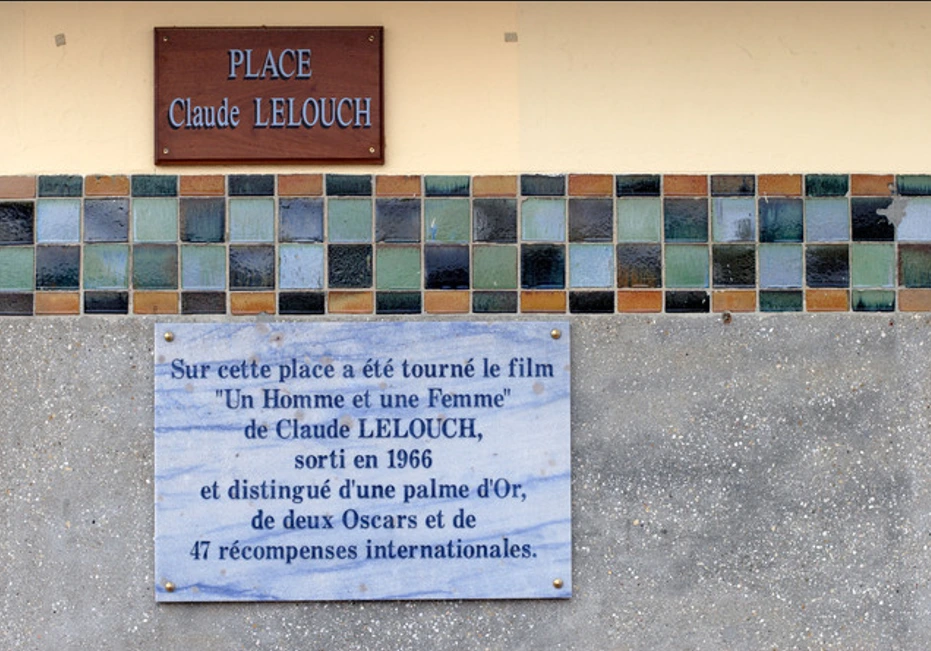 PLACE
Claude LELOUCH
Sur cette place a été tourné le film
"Un Homme et une Femme"
de Claude LELOUCH,
sorti en 1966
et distingué d'une palme d'Or,
de deux Oscars et de
47 récompenses internationales.